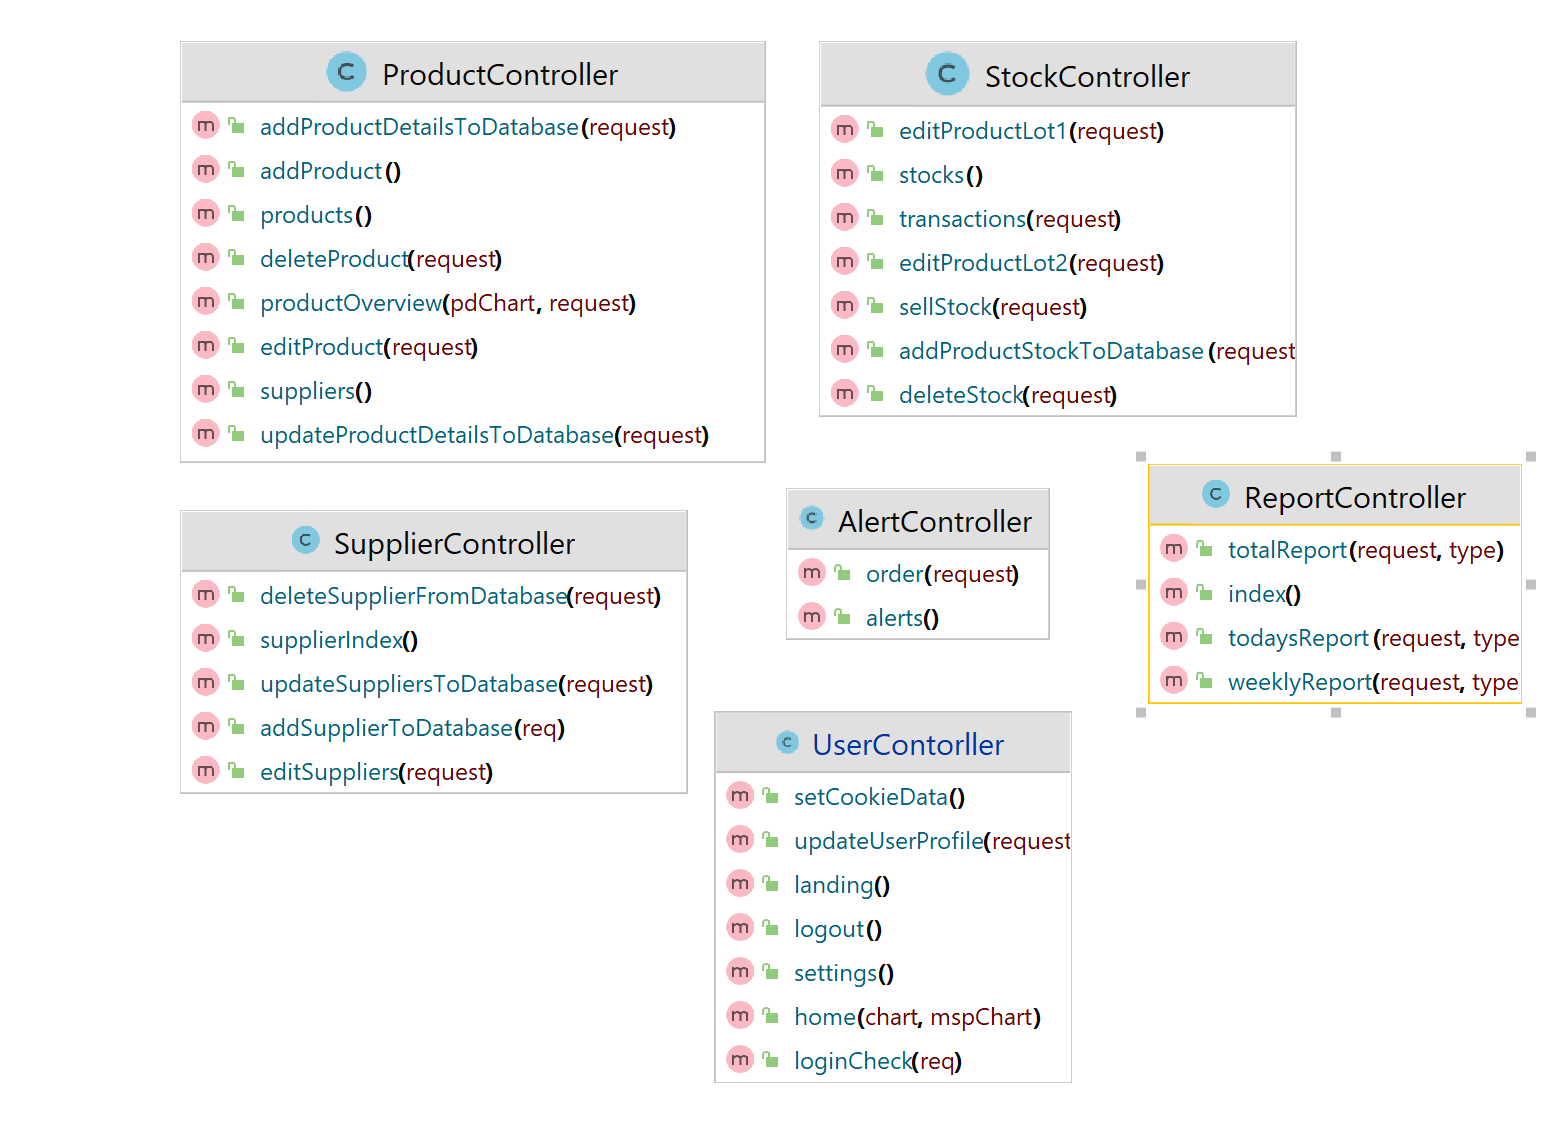 ProductController
addProductDetailsToDatabase(request)
addProduct()
products()
deleteProduct(request)
productOverview(pdChart, request)
editProduct(request)
suppliers()
updateProductDetailsToDatabase(request)
StockController
editProductLot1(request)
stocks()
transactions(request)
editProductLot2(request)
sellStock(request)
addProductStockToDatabase(request
deleteStock(request)
SupplierController
deleteSupplierFromDatabase(request)
supplierIndex()
updateSuppliersToDatabase(request)
addSupplierToDatabase(req)
editSuppliers(request)
AlertController
order(request)
alerts()
ReportController
totalReport(request, type)
index()
todaysReport(request, type
weeklyReport(request, type
UserContorller
setCookieData()
updateUserProfile(request
landing()
logout()
settings()
home(chart, mspChart)
loginCheck(req)